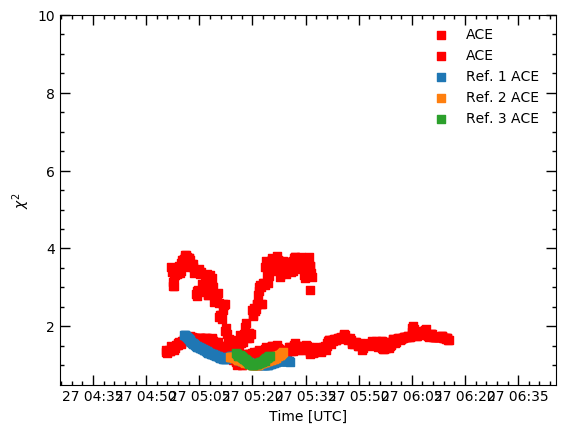 10
8
6
4
2
χ²
ACE
ACE
Ref. 1 ACE
Ref. 2 ACE
Ref. 3 ACE
27 04:35 27 04:50 27 05:05 27 05:20 27 05:35 27 05:50 27 06:05 27 06:20 27 06:35
Time [UTC]